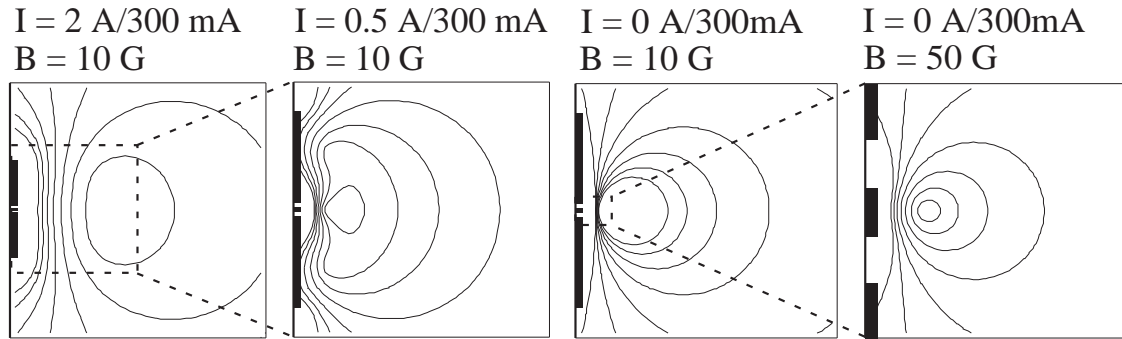 I = 2 A/300 mA
B = 10 G
I = 0.5 A/300 mA
B = 10 G
I = 0 A/300mA
B = 10 G
I = 0 A/300mA
B = 50 G